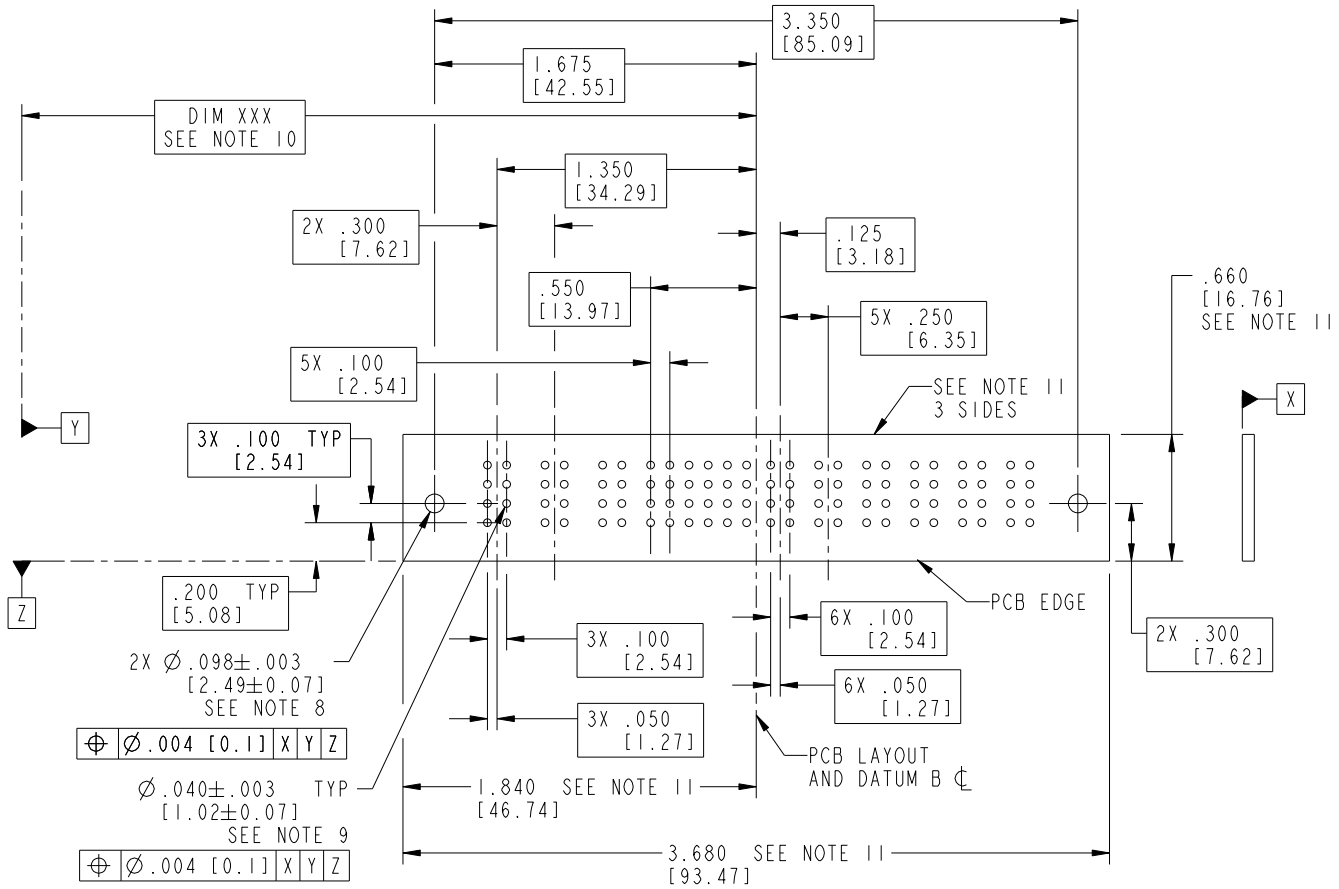 3.350
[85.09]
1.675
[42.55]
DIM XXX
SEE NOTE 10
1.350
[34.29]
2X .300
[7.62]
.125
[3.18]
.550
[13.97]
.660
[16.76]
SEE NOTE 11
5X .250
[6.35]
5X .100
[2.54]
SEE NOTE 11
3 SIDES
X
Y
3X .100 TYP
[2.54]
Z
.200 TYP
[5.08]
PCB EDGE
6X .100
[2.54]
2X .300
[7.62]
3X .100
[2.54]
2X Ø.098±.003
[2.49±0.07]
SEE NOTE 8
6X .050
[1.27]
3X .050
[1.27]
⌖ Ø.004 [0.1] X Y Z
PCB LAYOUT
AND DATUM B ℄
Ø.040±.003 TYP
[1.02±0.07]
SEE NOTE 9
1.840 SEE NOTE 11
[46.74]
⌖ Ø.004 [0.1] X Y Z
3.680 SEE NOTE 11
[93.47]